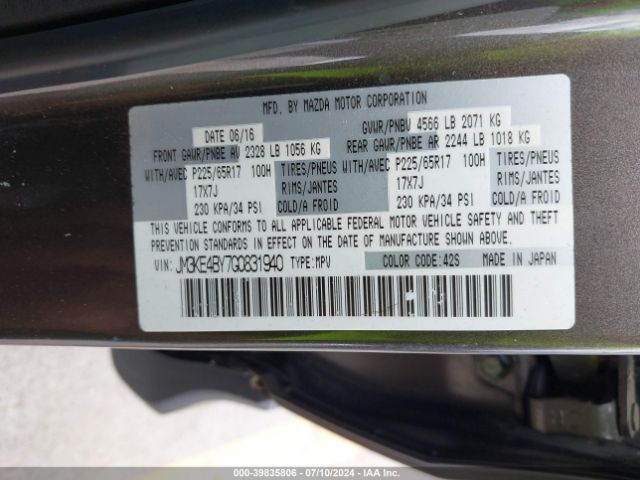 MFD. BY MAZDA MOTOR CORPORATION
DATE 06/16 GVWR/PNBV 4566 LB 2071 KG
FRONT GAWR/PNBE AV 2328 LB 1056 KG REAR GAWR/PNBE AR 2244 LB 1018 KG
WITH/AVEC P225/65R17 100H TIRES/PNEUS WITH/AVEC P225/65R17 100H TIRES/PNEUS
17X7J RIMS/JANTES 17X7J RIMS/JANTES
230 KPA/34 PSI COLD/A FROID 230 KPA/34 PSI COLD/A FROID
THIS VEHICLE CONFORMS TO ALL APPLICABLE FEDERAL MOTOR VEHICLE SAFETY AND THEFT
PREVENTION STANDARDS IN EFFECT ON THE DATE OF MANUFACTURE SHOWN ABOVE.
VIN: JM3KE4BY7G0831940 TYPE:MPV COLOR CODE:42S MADE IN JAPAN
000-39835806 - 07/10/2024 - IAA Inc.